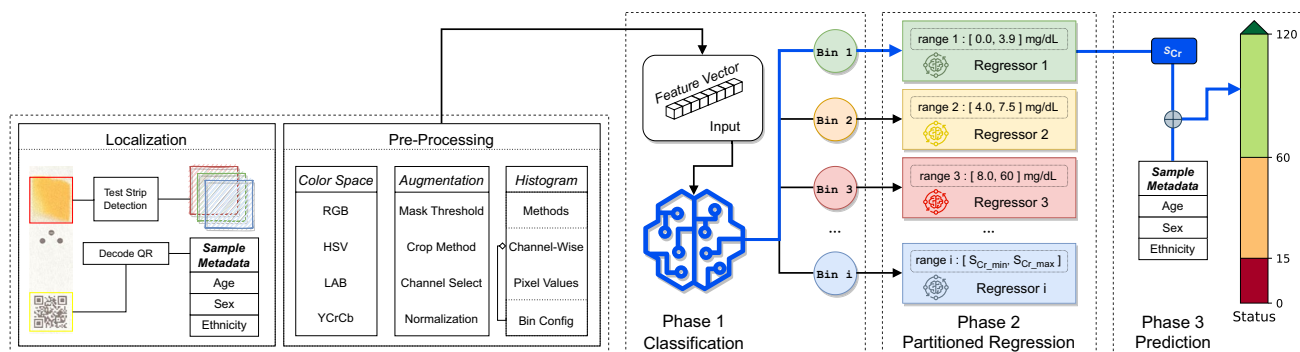 Localization
Test Strip
Detection
Decode QR
Sample
Metadata
Age
Sex
Ethnicity
Pre-Processing
Color Space
RGB
HSV
LAB
YCrCb
Augmentation
Mask Threshold
Crop Method
Channel Select
Normalization
Histogram
Methods
Channel-Wise
Pixel Values
Bin Config
Feature Vector
Input
Phase 1
Classification
Bin 1
Bin 2
Bin 3
...
Bin i
range 1 : [ 0.0, 3.9 ] mg/dL
Regressor 1
range 2 : [ 4.0, 7.5 ] mg/dL
Regressor 2
range 3 : [ 8.0, 60 ] mg/dL
Regressor 3
...
range i : [ SCr_min, SCr_max ]
Regressor i
Phase 2
Partitioned Regression
SCr
Sample
Metadata
Age
Sex
Ethnicity
Phase 3
Prediction
120
60
15
0
Status